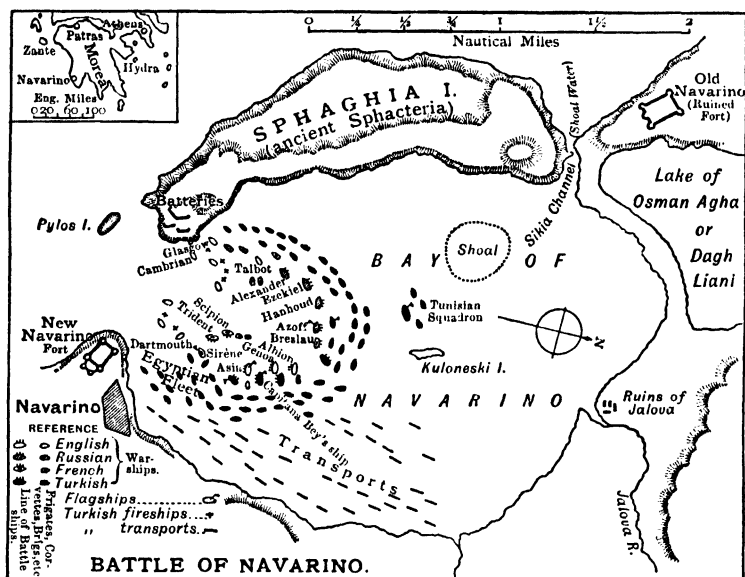 Athens
Patras
Zante
Morea
Navarino
Hydra
Eng. Miles
0 20, 60, 100
0 ¼ ½ ¾ 1 1½ 2
Nautical Miles
SPHAGHIA I.
(ancient Sphacteria)
(Shoal Water)
Old
Navarino
(Ruined
Fort)
Sikia Channel
Lake of
Osman Agha
or
Dagh
Liani
Batteries
Pylos I.
Glasgow
Cambrian
Talbot
Alexander
Ezekiel
Hanhoud
Azoff
Breslau
Scipion
Trident
Dartmouth
Sirène
Asia
Genoa
Albion
Capitana Bey's ship
Egyptian
Fleet
Shoal
BAY OF
NAVARINO
Tunisian
Squadron
N
Kuloneski I.
New
Navarino
Fort
Navarino
Transports
Ruins of
Jalova
Jalova R.
REFERENCE
English
Russian
French
Turkish
War-
ships.
Flagships
Turkish fireships
„ transports
Frigates, Cor-
vettes, Brigs, etc
Line of Battle
ships.
BATTLE OF NAVARINO.